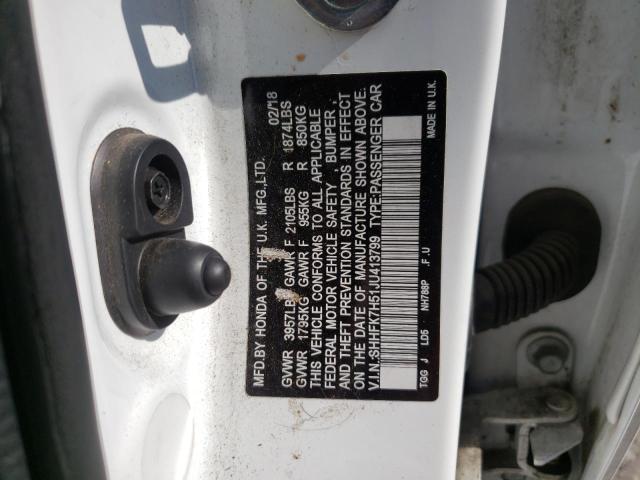 MFD.BY HONDA OF THE U.K. MFG.,LTD. 02/18
GVWR 3957LBS GAWR F 2105LBS R 1874LBS
GVWR 1795KG GAWR F 955KG R 850KG
THIS VEHICLE CONFORMS TO ALL APPLICABLE
FEDERAL MOTOR VEHICLE SAFETY, BUMPER,
AND THEFT PREVENTION STANDARDS IN EFFECT
ON THE DATE OF MANUFACTURE SHOWN ABOVE.
V.I.N.:SHHFK7H51JU413799 TYPE:PASSENGER CAR
TGG J LD5 NH788P .F .U MADE IN U.K.